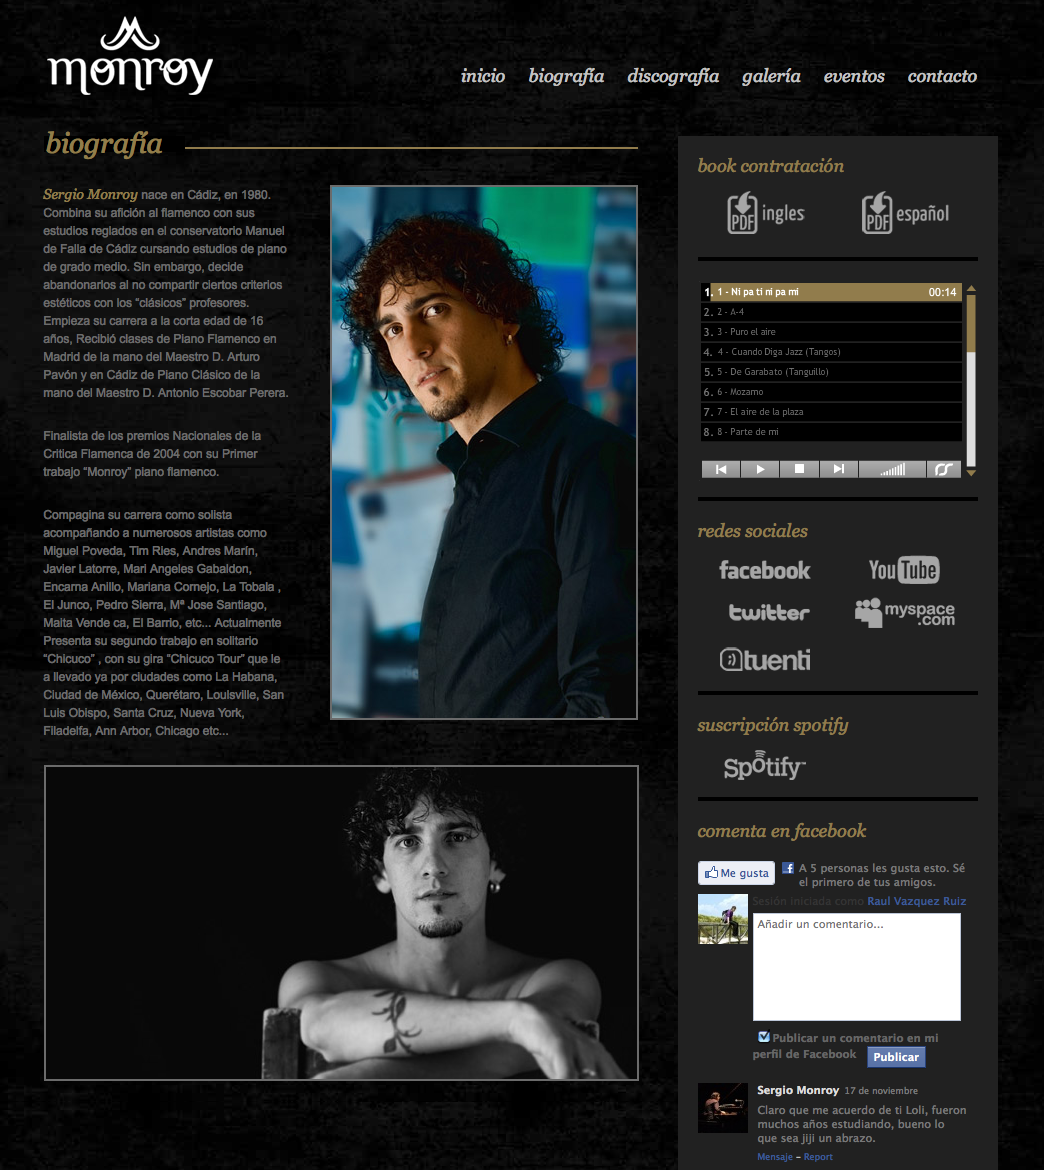 monroy
inicio biografía discografía galería eventos contacto
biografía
Sergio Monroy nace en Cádiz, en 1980.
Combina su afición al flamenco con sus
estudios reglados en el conservatorio Manuel
de Falla de Cádiz cursando estudios de piano
de grado medio. Sin embargo, decide
abandonarlos al no compartir ciertos criterios
estéticos con los “clásicos” profesores.
Empieza su carrera a la corta edad de 16
años, Recibió clases de Piano Flamenco en
Madrid de la mano del Maestro D. Arturo
Pavón y en Cádiz de Piano Clásico de la
mano del Maestro D. Antonio Escobar Perera.
Finalista de los premios Nacionales de la
Critica Flamenca de 2004 con su Primer
trabajo “Monroy” piano flamenco.
Compagina su carrera como solista
acompañando a numerosos artistas como
Miguel Poveda, Tim Ries, Andres Marín,
Javier Latorre, Mari Angeles Gabaldon,
Encarna Anillo, Mariana Cornejo, La Tobala ,
El Junco, Pedro Sierra, Mª Jose Santiago,
Maita Vende ca, El Barrio, etc... Actualmente
Presenta su segundo trabajo en solitario
“Chicuco” , con su gira “Chicuco Tour” que le
a llevado ya por ciudades como La Habana,
Ciudad de México, Querétaro, Louisville, San
Luis Obispo, Santa Cruz, Nueva York,
Filadelfa, Ann Arbor, Chicago etc...
book contratación
PDF ingles PDF español
1. 1 - Ni pa ti ni pa mi 00:14
2. 2 - A-4
3. 3 - Puro el aire
4. 4 - Cuando Diga Jazz (Tangos)
5. 5 - De Garabato (Tanguillo)
6. 6 - Mozamo
7. 7 - El aire de la plaza
8. 8 - Parte de mi
redes sociales
facebook YouTube
twitter myspace.com
tuenti
suscripción spotify
Spotify
comenta en facebook
Me gusta A 5 personas les gusta esto. Sé
el primero de tus amigos.
Sesión iniciada como Raul Vazquez Ruiz
Añadir un comentario...
Publicar un comentario en mi
perfil de Facebook Publicar
Sergio Monroy 17 de noviembre
Claro que me acuerdo de ti Loli, fueron
muchos años estudiando, bueno lo
que sea jiji un abrazo.
Mensaje – Report